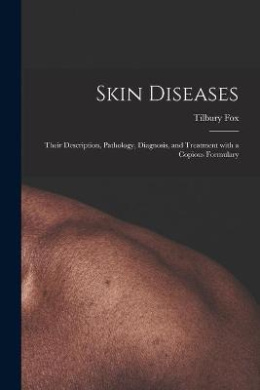 Skin Diseases
Tilbury Fox
Their Description, Pathology, Diagnosis, and Treatment with a
Copious Formulary